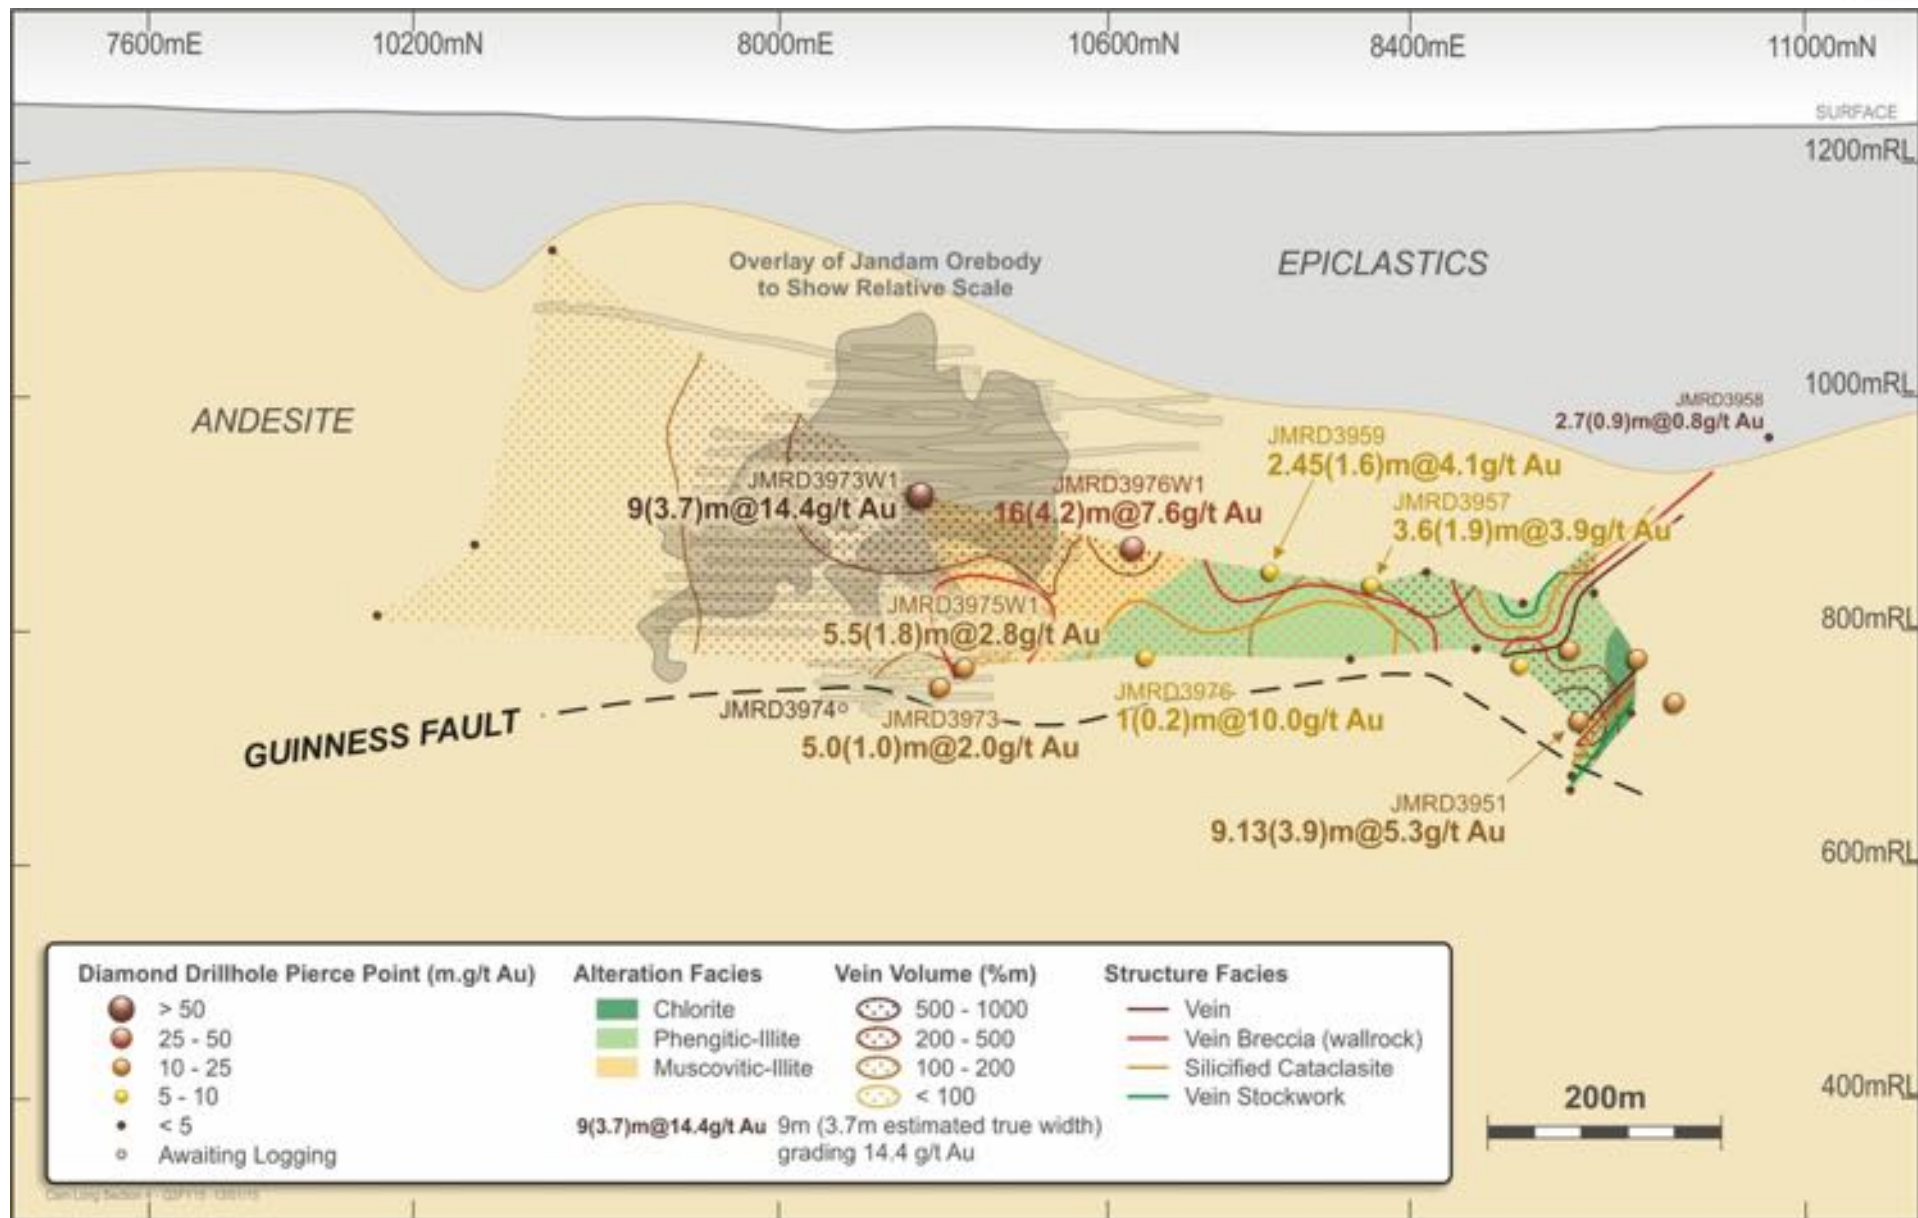 7600mE
10200mN
8000mE
10600mN
8400mE
11000mN
SURFACE
1200mRL
Overlay of Jandam Orebody
to Show Relative Scale
EPICLASTICS
1000mRL
ANDESITE
JMRD3958
2.7(0.9)m@0.8g/t Au
JMRD3959
2.45(1.6)m@4.1g/t Au
JMRD3973W1
9(3.7)m@14.4g/t Au
JMRD3976W1
16(4.2)m@7.6g/t Au
JMRD3957
3.6(1.9)m@3.9g/t Au
JMRD3975W1
5.5(1.8)m@2.8g/t Au
800mRL
GUINNESS FAULT
JMRD3974
JMRD3973
5.0(1.0)m@2.0g/t Au
JMRD3976
1(0.2)m@10.0g/t Au
JMRD3951
9.13(3.9)m@5.3g/t Au
600mRL
Diamond Drillhole Pierce Point (m.g/t Au)
> 50
25 - 50
10 - 25
5 - 10
< 5
Awaiting Logging
Alteration Facies
Chlorite
Phengitic-Illite
Muscovitic-Illite
Vein Volume (%m)
500 - 1000
200 - 500
100 - 200
< 100
Structure Facies
Vein
Vein Breccia (wallrock)
Silicified Cataclasite
Vein Stockwork
9(3.7)m@14.4g/t Au 9m (3.7m estimated true width)
grading 14.4 g/t Au
400mRL
200m